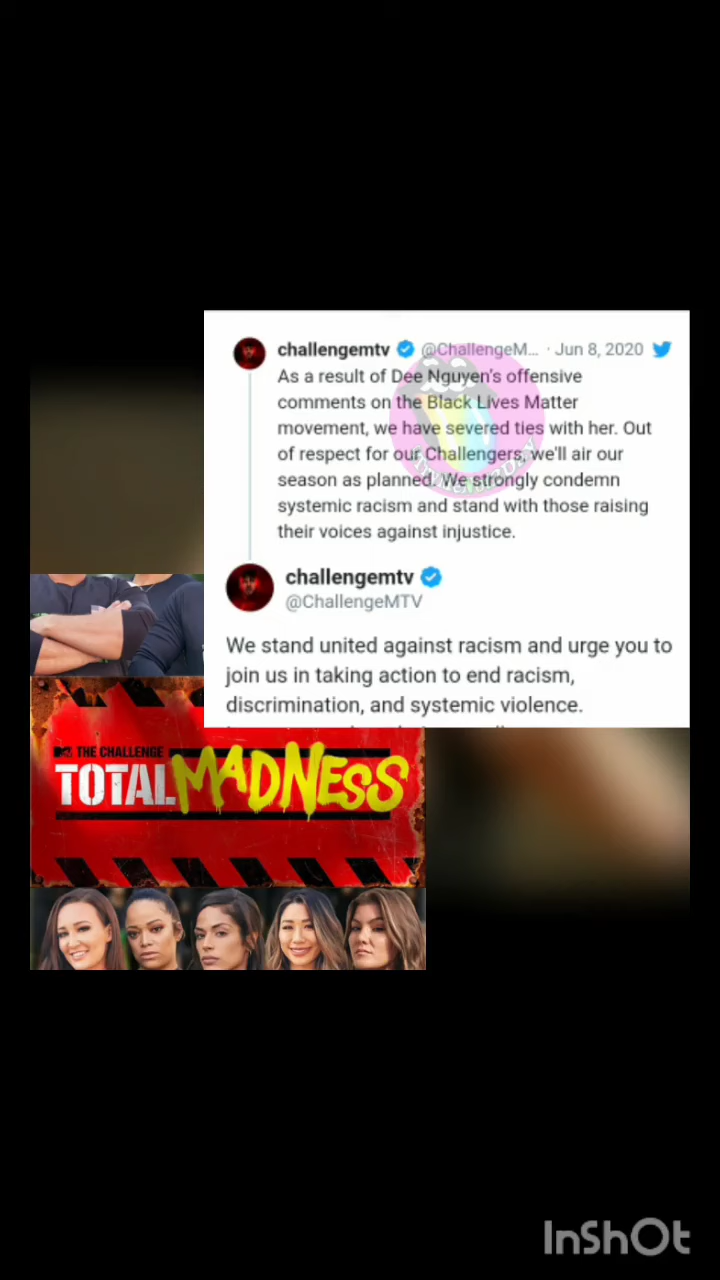 challengemtv @ChallengeM... · Jun 8, 2020
As a result of Dee Nguyen's offensive
comments on the Black Lives Matter
movement, we have severed ties with her. Out
of respect for our Challengers, we'll air our
season as planned. We strongly condemn
systemic racism and stand with those raising
their voices against injustice.
challengemtv
@ChallengeMTV
We stand united against racism and urge you to
join us in taking action to end racism,
discrimination, and systemic violence.
THE CHALLENGE
TOTAL MADNESS
InShOt